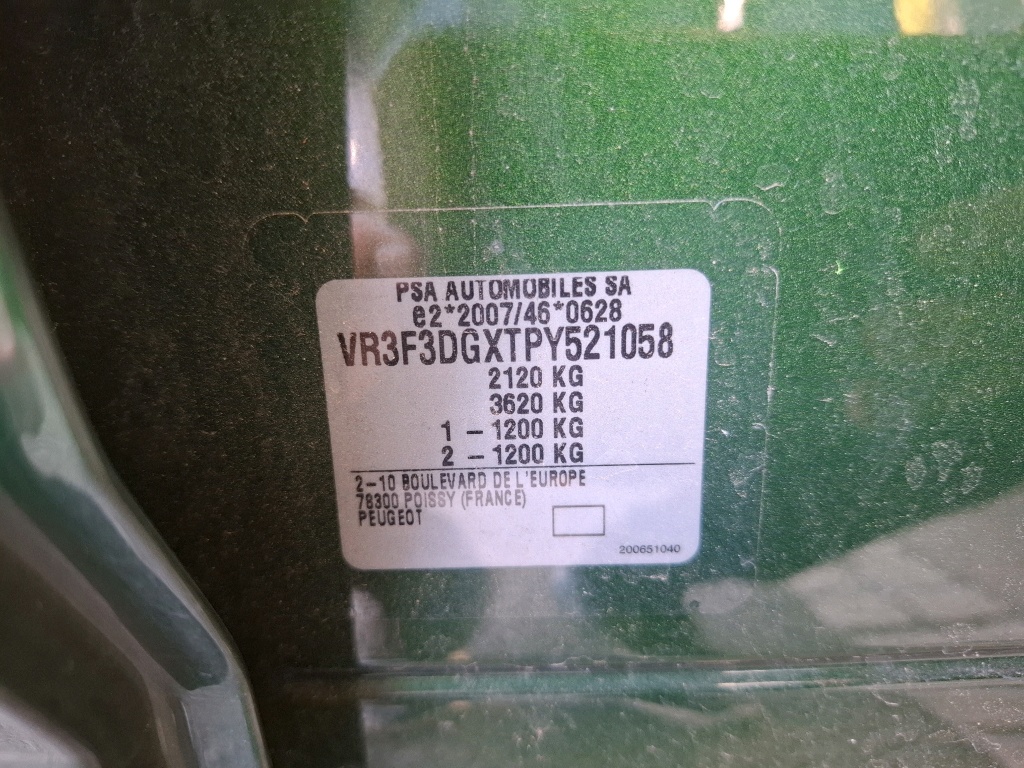 PSA AUTOMOBILES SA
e2*2007/46*0628
VR3F3DGXTPY521058
2120 KG
3620 KG
1 – 1200 KG
2 – 1200 KG
2–10 BOULEVARD DE L'EUROPE
78300 POISSY (FRANCE)
PEUGEOT
200651040